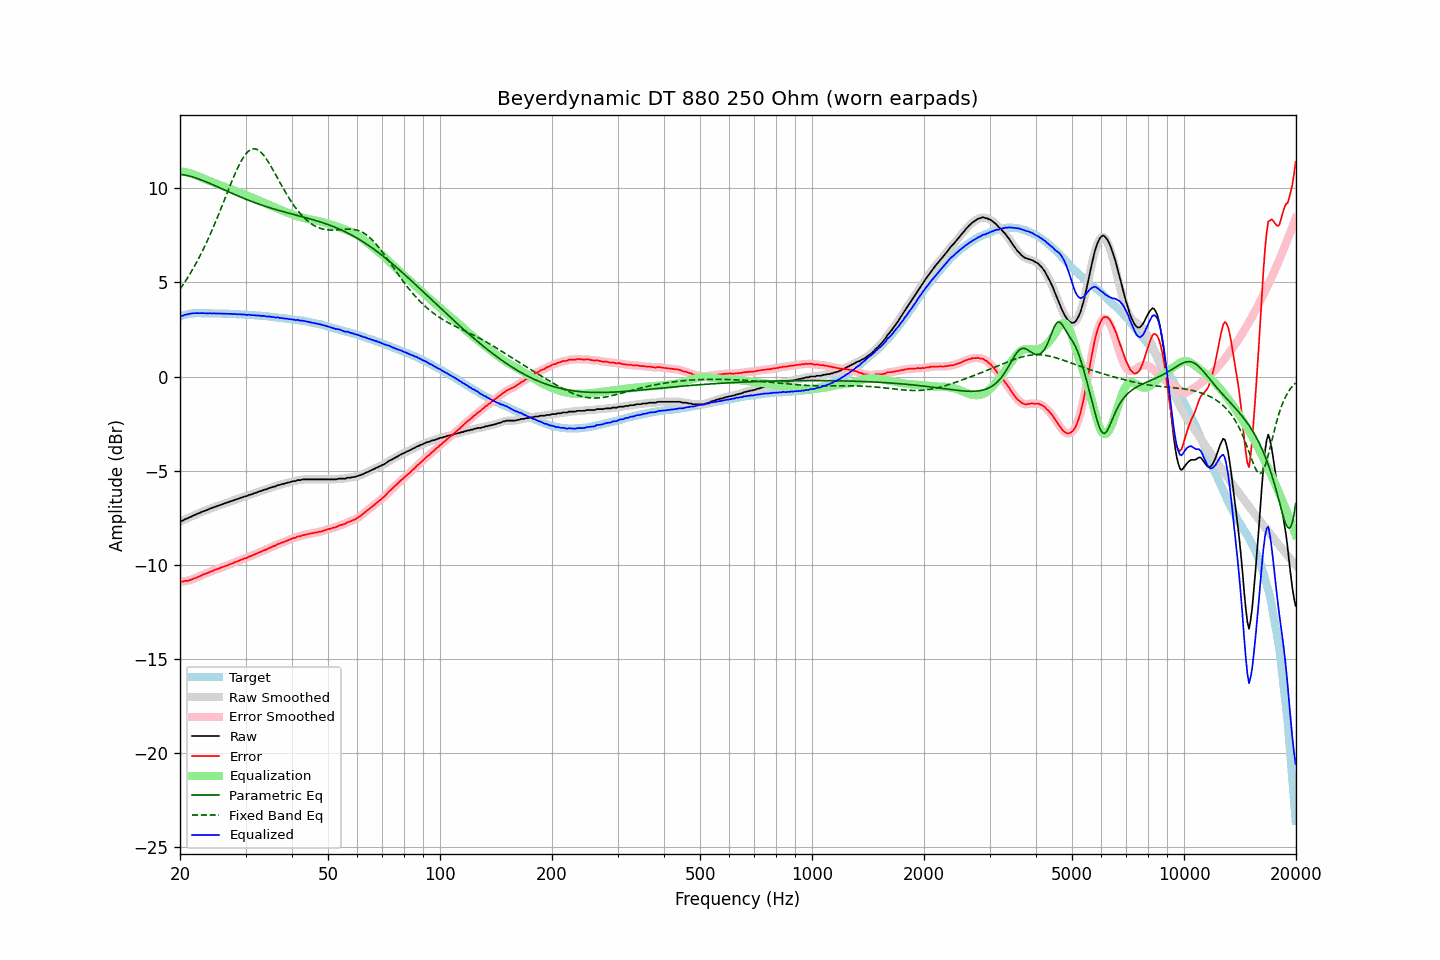 Beyerdynamic DT 880 250 Ohm (worn earpads)
Amplitude (dBr)
10
5
0
−5
−10
−15
−20
−25
Target
Raw Smoothed
Error Smoothed
Raw
Error
Equalization
Parametric Eq
Fixed Band Eq
Equalized
20 50 100 200 500 1000 2000 5000 10000 20000
Frequency (Hz)